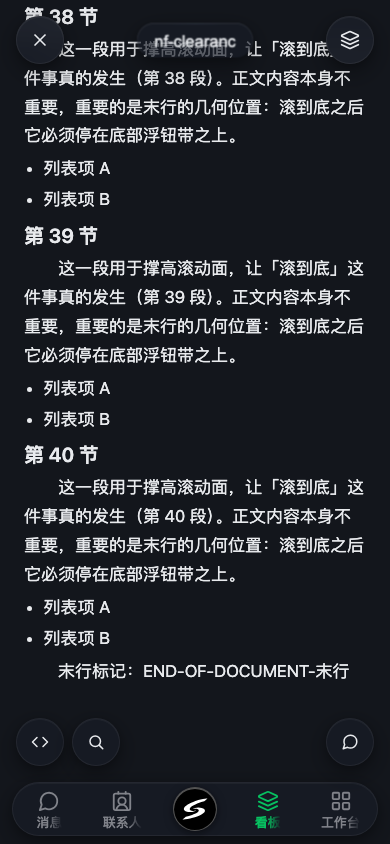 第 38 节
nf-clearanc
这一段用于撑高滚动面，让「滚到底」这
件事真的发生（第 38 段）。正文内容本身不
重要，重要的是末行的几何位置：滚到底之后
它必须停在底部浮钮带之上。
• 列表项 A
• 列表项 B
第 39 节
这一段用于撑高滚动面，让「滚到底」这
件事真的发生（第 39 段）。正文内容本身不
重要，重要的是末行的几何位置：滚到底之后
它必须停在底部浮钮带之上。
• 列表项 A
• 列表项 B
第 40 节
这一段用于撑高滚动面，让「滚到底」这
件事真的发生（第 40 段）。正文内容本身不
重要，重要的是末行的几何位置：滚到底之后
它必须停在底部浮钮带之上。
• 列表项 A
• 列表项 B
末行标记：END-OF-DOCUMENT-末行
消息
联系人
看板
工作台